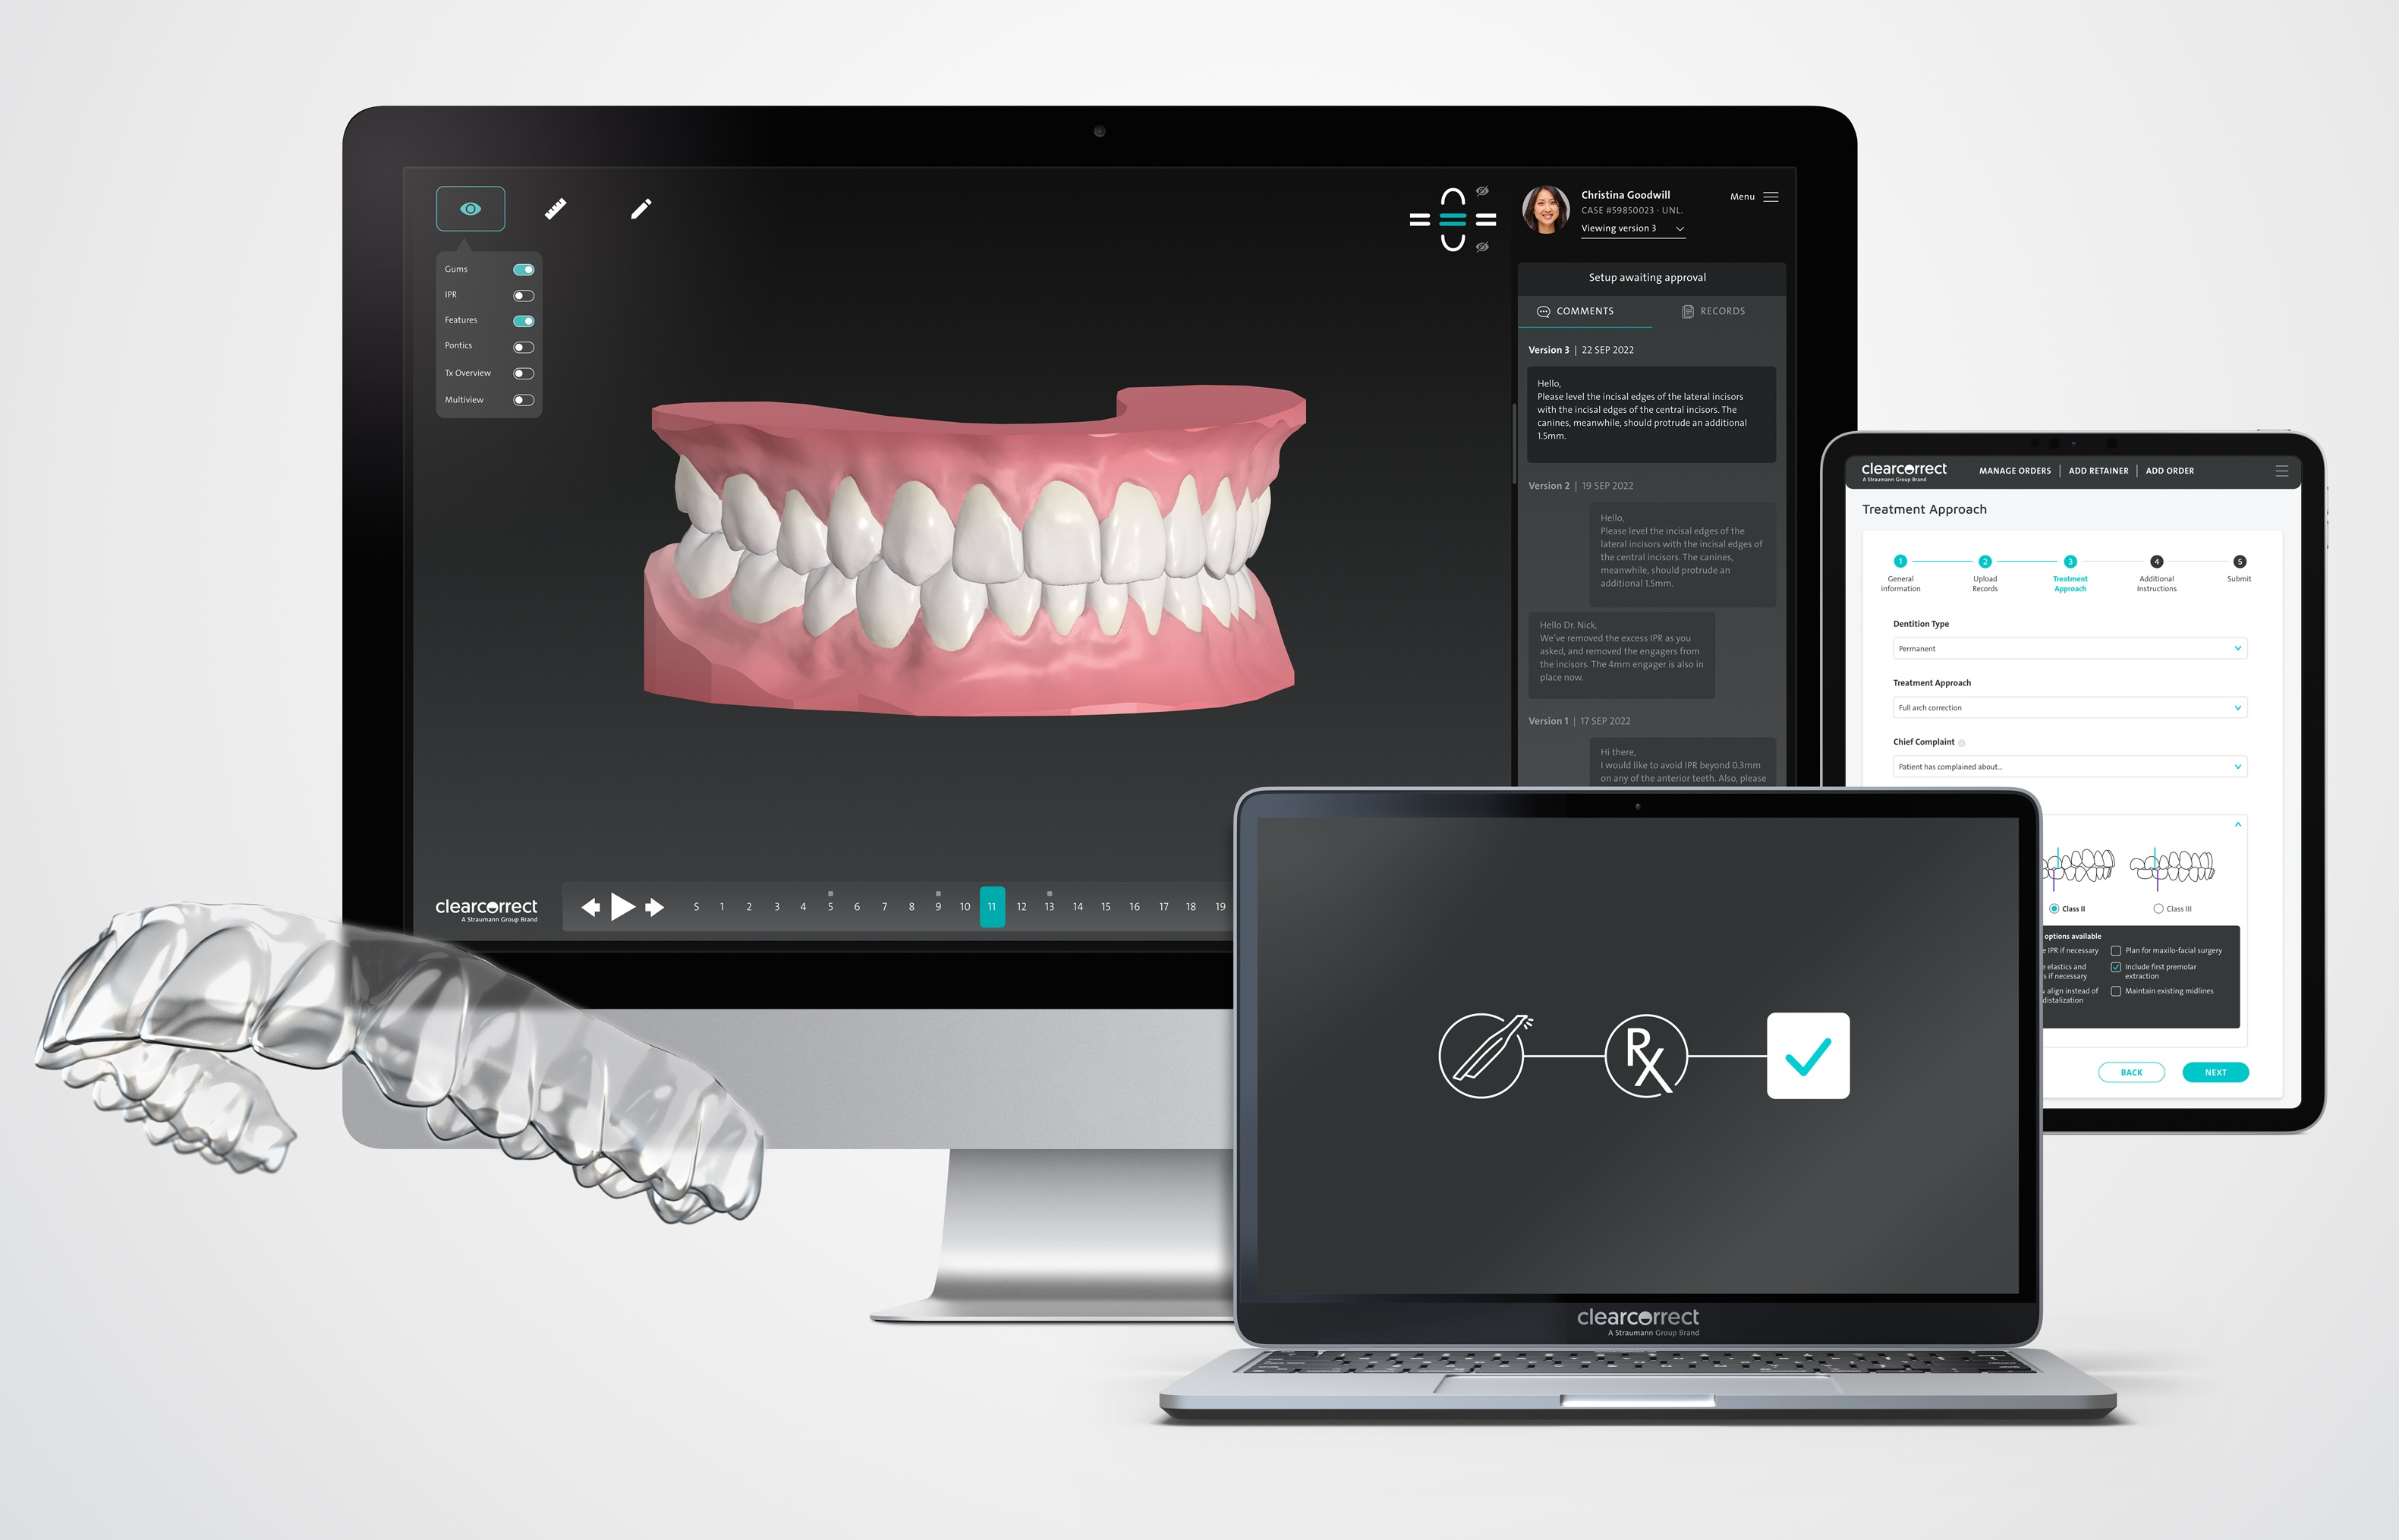 Gums
IPR
Features
Pontics
Tx Overview
Multiview
Christina Goodwill
CASE #59850023 · UNL.
Viewing version 3
Menu
Setup awaiting approval
COMMENTS
RECORDS
Version 3 | 22 SEP 2022
Hello,
Please level the incisal edges of the lateral incisors
with the incisal edges of the central incisors. The
canines, meanwhile, should protrude an additional
1.5mm.
Version 2 | 19 SEP 2022
Hello,
Please level the incisal edges of the
lateral incisors with the incisal edges of
the central incisors. The canines,
meanwhile, should protrude an
additional 1.5mm.
Hello Dr. Nick,
We've removed the excess IPR as you
asked, and removed the engagers from
the incisors. The 4mm engager is also in
place now.
Version 1 | 17 SEP 2022
Hi there,
I would like to avoid IPR beyond 0.3mm
on any of the anterior teeth. Also, please
clearcorrect
A Straumann Group Brand
S 1 2 3 4 5 6 7 8 9 10 11 12 13 14 15 16 17 18 19
clearcorrect
A Straumann Group Brand
MANAGE ORDERS | ADD RETAINER | ADD ORDER
Treatment Approach
1 2 3 4 5
General
information
Upload
Records
Treatment
Approach
Additional
Instructions
Submit
Dentition Type
Permanent
Treatment Approach
Full arch correction
Chief Complaint
Patient has complained about...
Class II
Class III
options available
e IPR if necessary
Plan for maxilo-facial surgery
e elastics and
s if necessary
Include first premolar
extraction
align instead of
distalization
Maintain existing midlines
BACK
NEXT
Rx
clearcorrect
A Straumann Group Brand